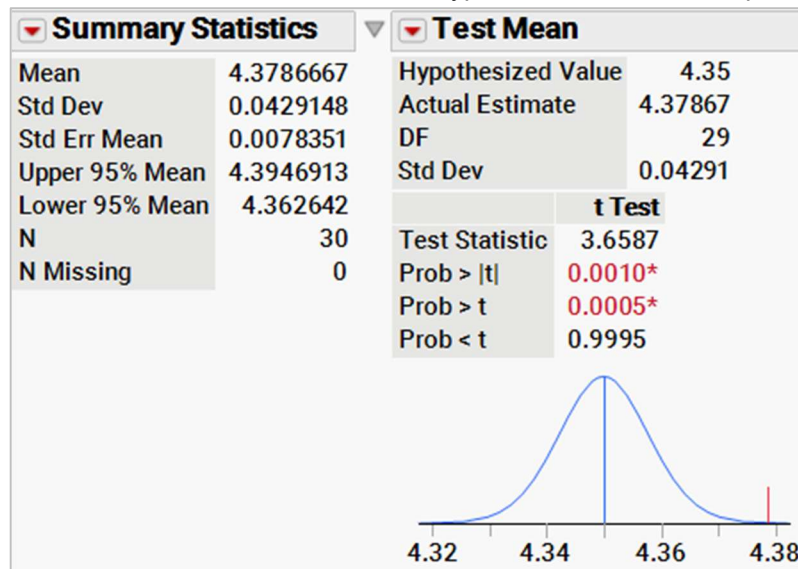 Summary Statistics
Mean 4.3786667
Std Dev 0.0429148
Std Err Mean 0.0078351
Upper 95% Mean 4.3946913
Lower 95% Mean 4.362642
N 30
N Missing 0
Test Mean
Hypothesized Value 4.35
Actual Estimate 4.37867
DF 29
Std Dev 0.04291
t Test
Test Statistic 3.6587
Prob > |t| 0.0010*
Prob > t 0.0005*
Prob < t 0.9995
4.32 4.34 4.36 4.38